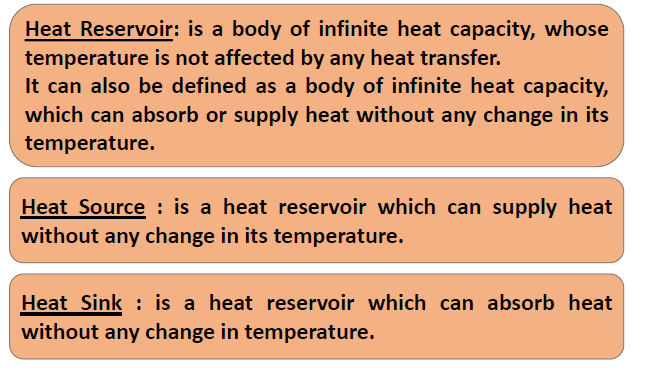 Heat Reservoir: is a body of infinite heat capacity, whose
temperature is not affected by any heat transfer.
It can also be defined as a body of infinite heat capacity,
which can absorb or supply heat without any change in its
temperature.
Heat Source : is a heat reservoir which can supply heat
without any change in its temperature.
Heat Sink : is a heat reservoir which can absorb heat
without any change in temperature.